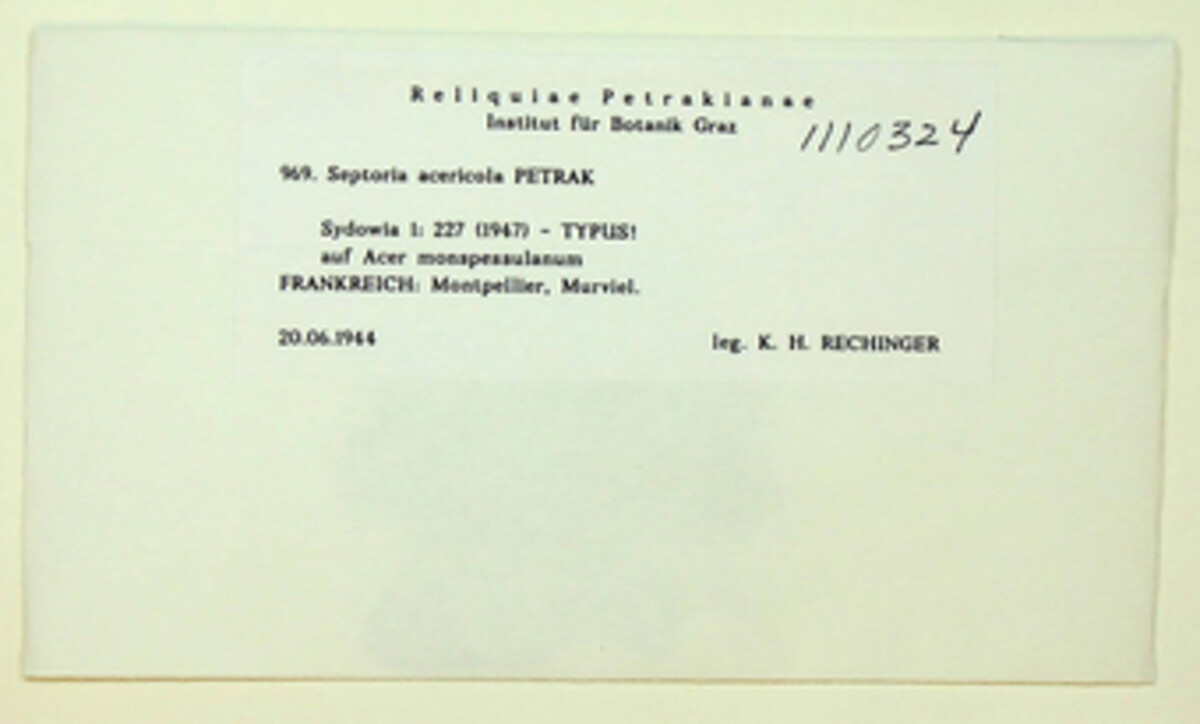 Reliquiae Petrakianae
Institut für Botanik Graz
1110324
969. Septoria acericola PETRAK
Sydowia 1: 227 (1947) - TYPUS!
auf Acer monspessulanum
FRANKREICH: Montpellier, Murviel.
20.06.1944 leg. K. H. RECHINGER